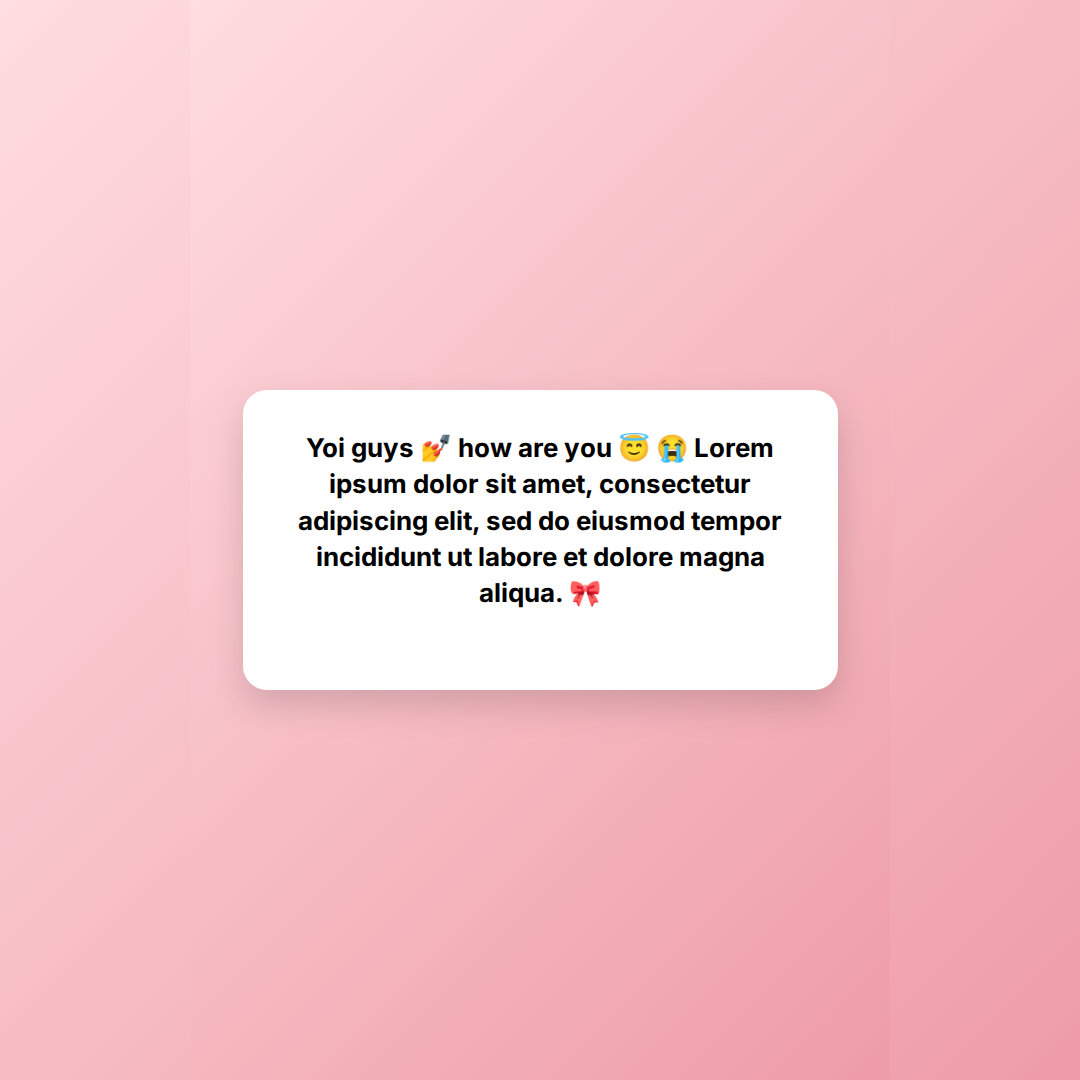 Yoi guys 💅 how are you 😇 😭 Lorem
ipsum dolor sit amet, consectetur
adipiscing elit, sed do eiusmod tempor
incididunt ut labore et dolore magna
aliqua. 🎀